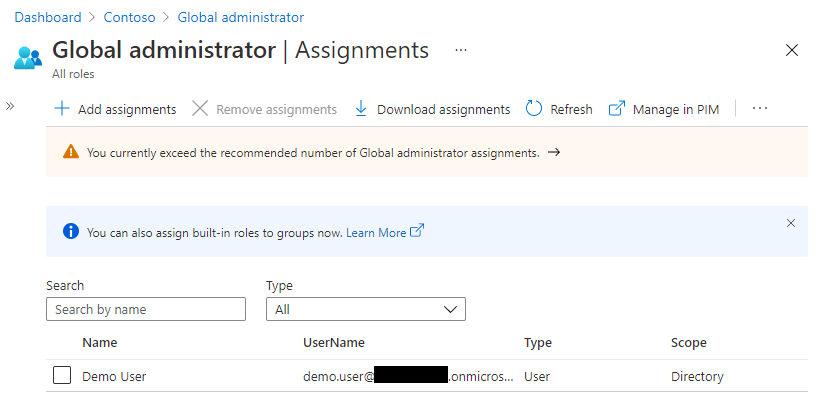 Dashboard > Contoso > Global administrator
Global administrator | Assignments ...
All roles
» + Add assignments Remove assignments Download assignments Refresh Manage in PIM ...
You currently exceed the recommended number of Global administrator assignments. →
You can also assign built-in roles to groups now. Learn More
Search Type
Search by name All
Name UserName Type Scope
Demo User demo.user@ .onmicros... User Directory